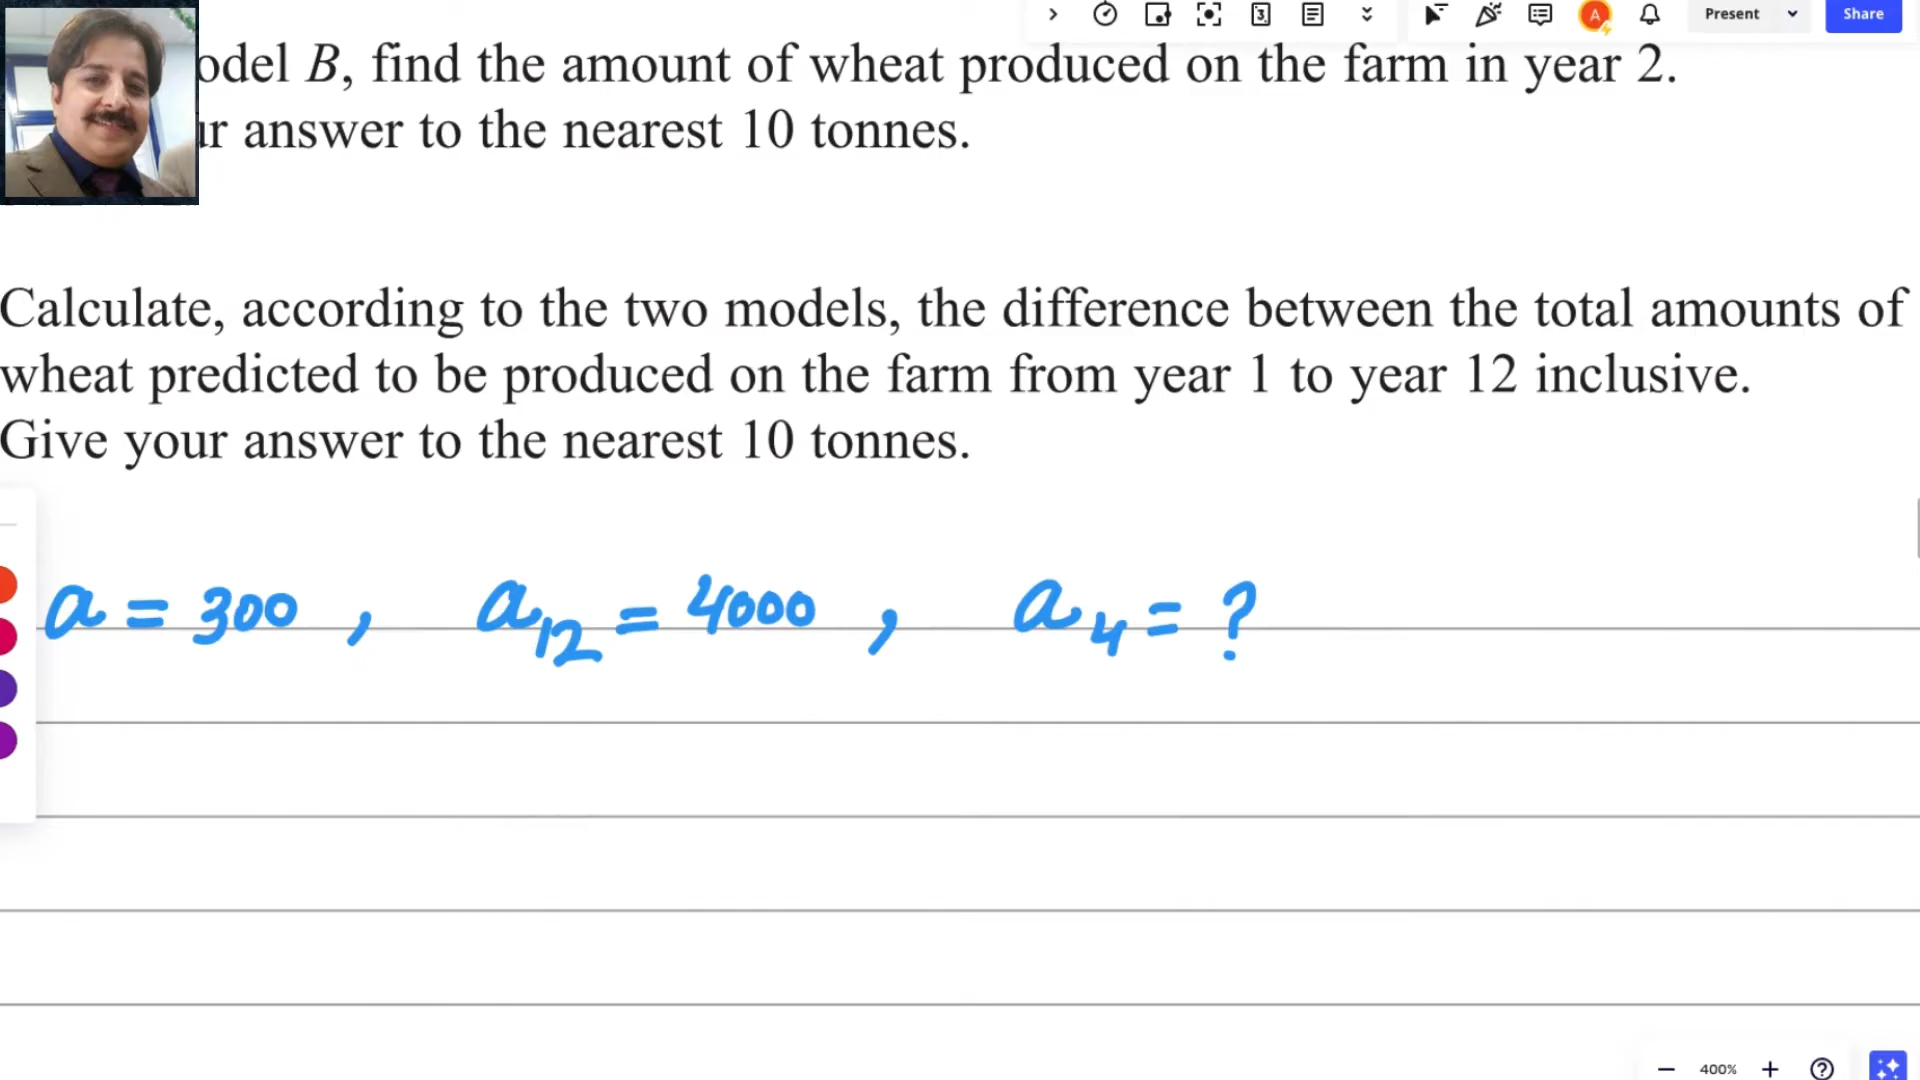 3
A
Present
Share
odel B, find the amount of wheat produced on the farm in year 2.
ur answer to the nearest 10 tonnes.
Calculate, according to the two models, the difference between the total amounts of
wheat predicted to be produced on the farm from year 1 to year 12 inclusive.
Give your answer to the nearest 10 tonnes.
a = 300 , a₁₂ = 4000 , a₄ = ?
400%